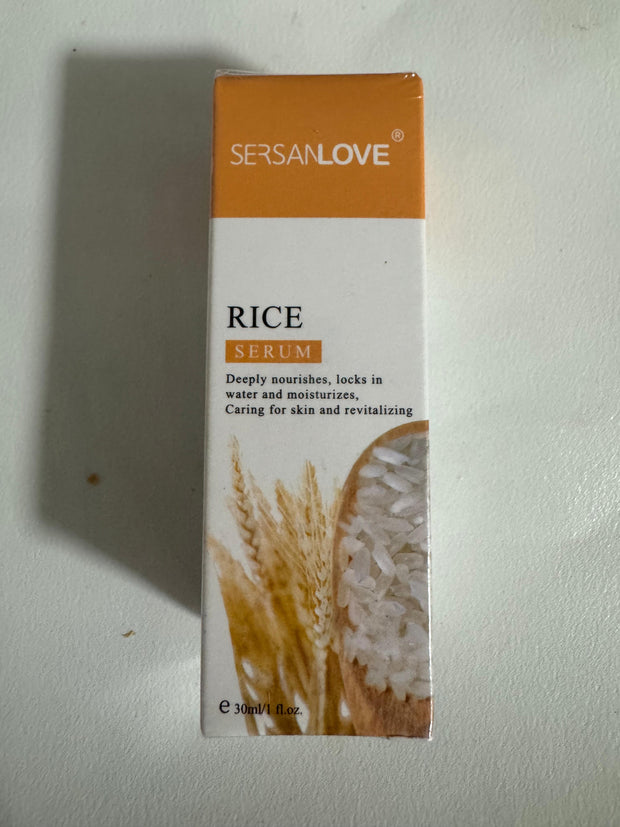 SERSANLOVE®
RICE
SERUM
Deeply nourishes, locks in
water and moisturizes,
Caring for skin and revitalizing
℮ 30ml/1 fl.oz.